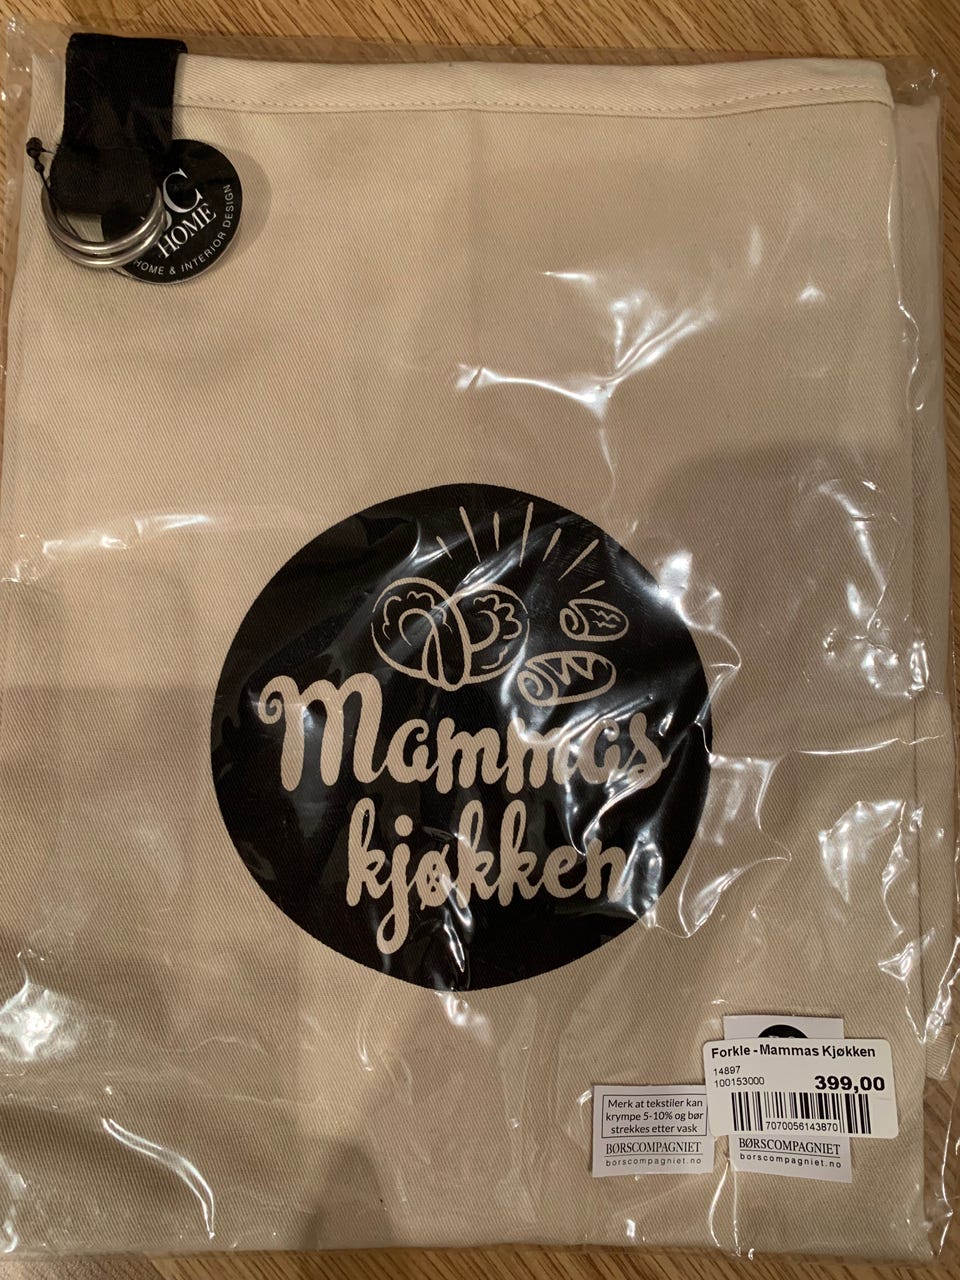 C
HOME
HOME & INTERIOR DESIGN
Mammas
kjøkken
Forkle - Mammas Kjøkken
14897
100153000
399,00
7070056143870
Merk at tekstiler kan
krympe 5-10% og bør
strekkes etter vask
BØRSCOMPAGNIET
borscompagniet.no
BØRSCOMPAGNIET
borscompagniet.no